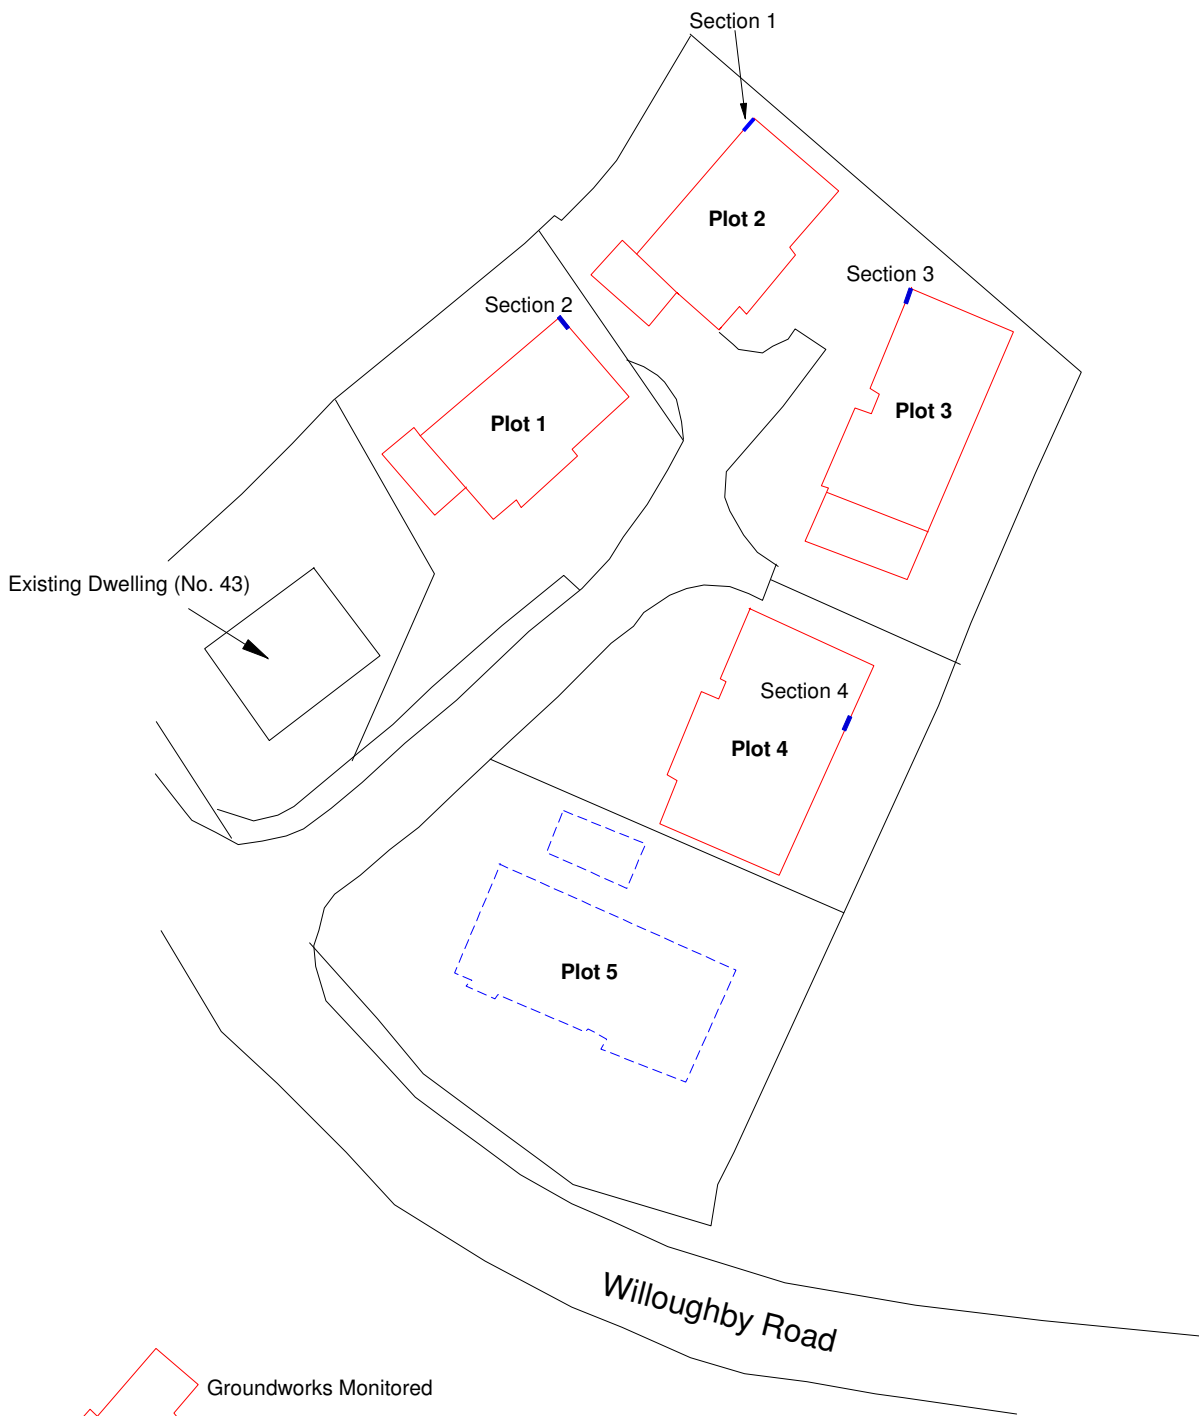 Section 1
Plot 2
Section 3
Section 2
Plot 3
Plot 1
Existing Dwelling (No. 43)
Section 4
Plot 4
Plot 5
Willoughby Road
Groundworks Monitored